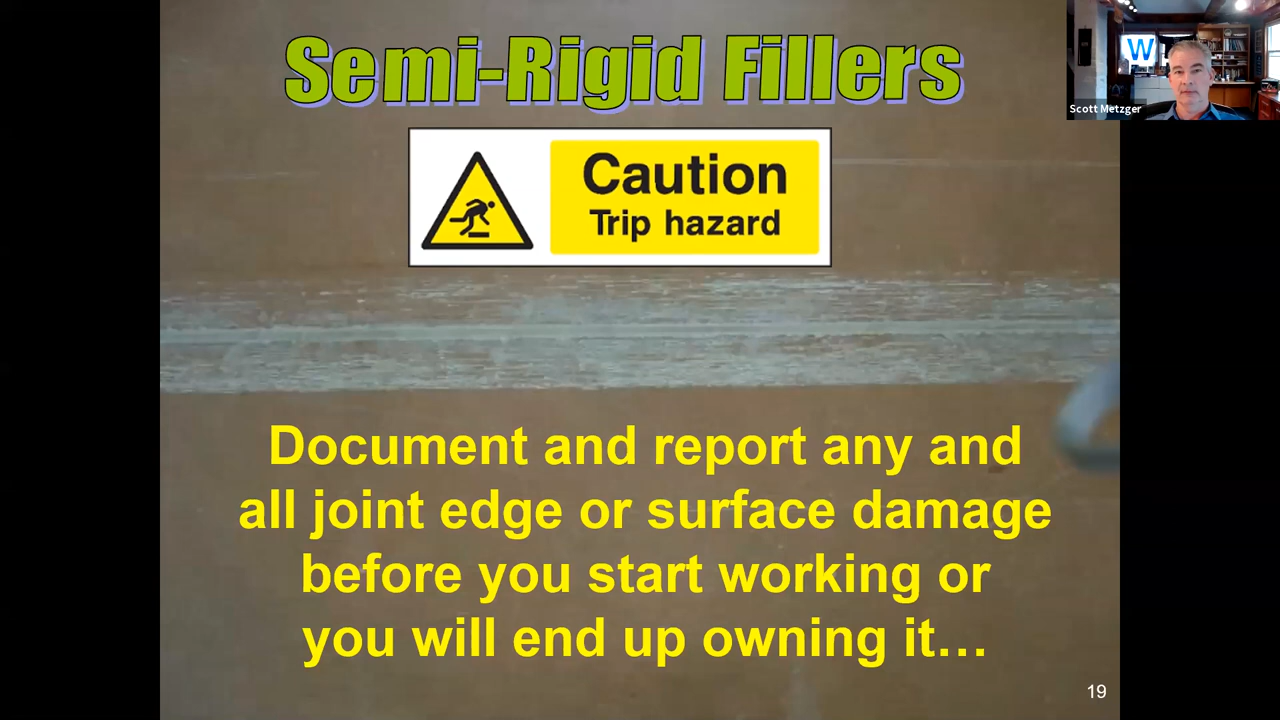 Semi-Rigid Fillers
W
Scott Metzger
Caution
Trip hazard
Document and report any and
all joint edge or surface damage
before you start working or
you will end up owning it…
19